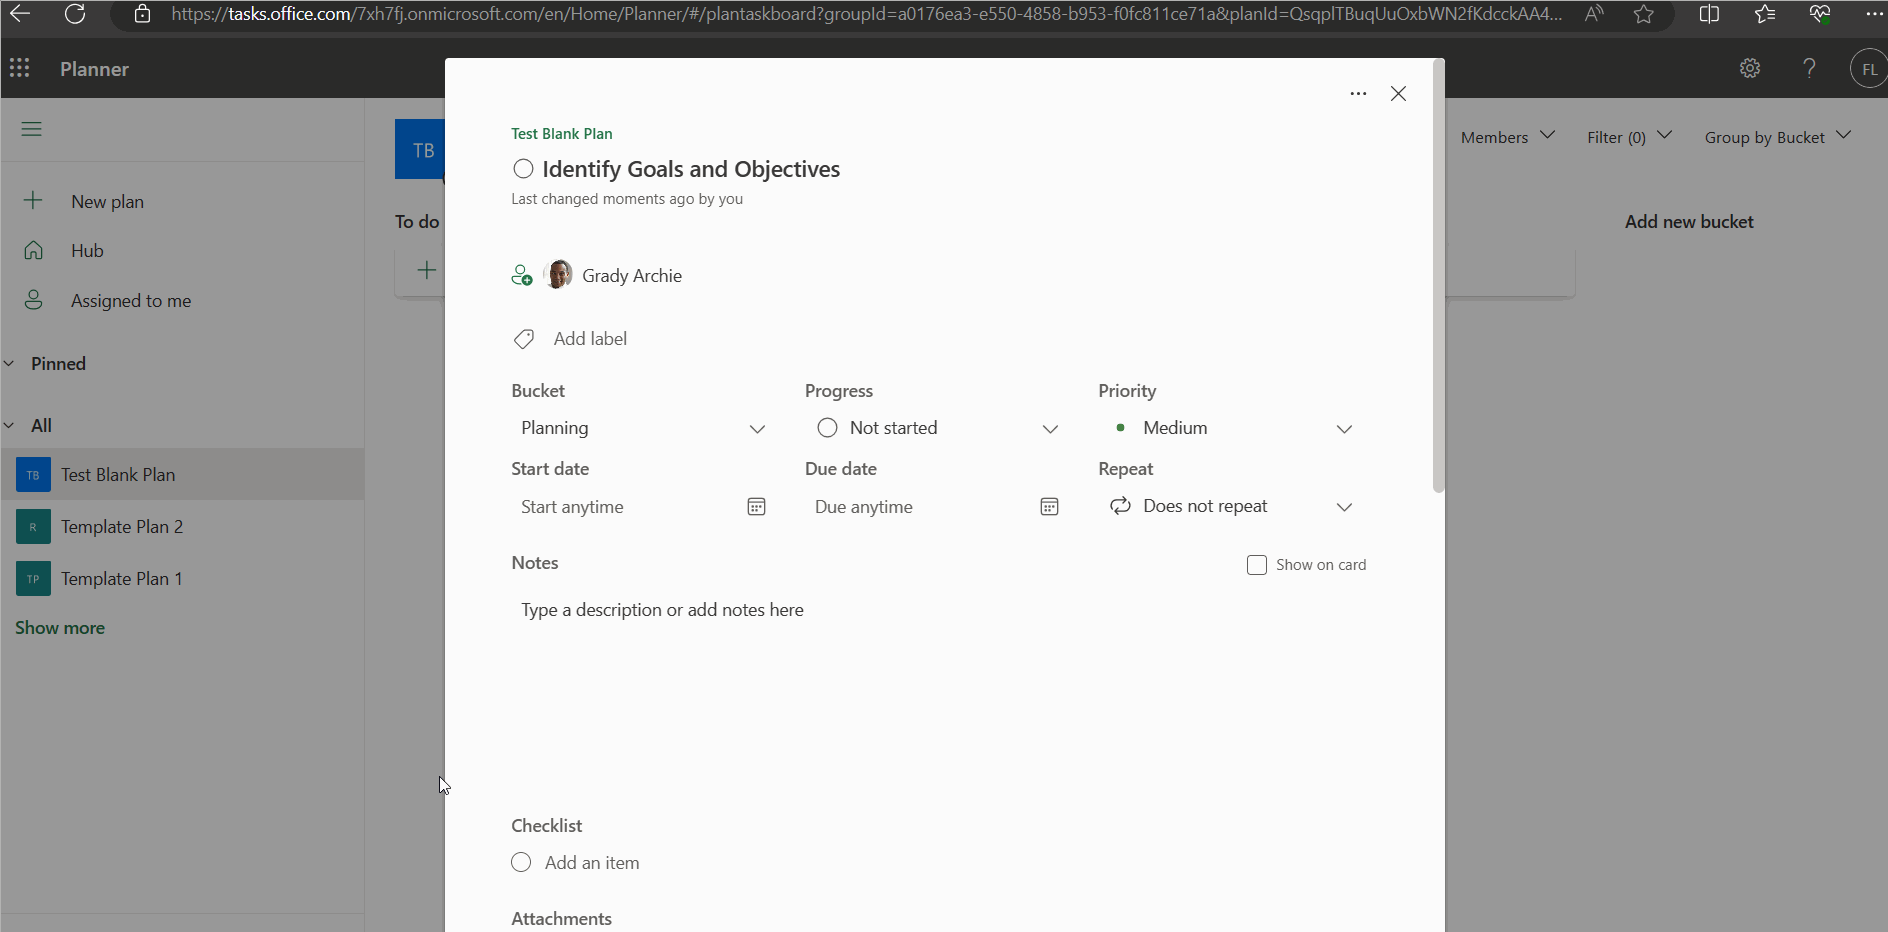 https://tasks.office.com/7xh7fj.onmicrosoft.com/en/Home/Planner/#/plantaskboard?groupId=a0176ea3-e550-4858-b953-f0fc811ce71a&planId=QsqplTBuqUuOxbWN2fKdcckAA4...
Planner
FL
TB
Members
Filter (0)
Group by Bucket
New plan
Hub
Assigned to me
Pinned
All
TB Test Blank Plan
R Template Plan 2
TP Template Plan 1
Show more
To do
Add new bucket
Test Blank Plan
Identify Goals and Objectives
Last changed moments ago by you
Grady Archie
Add label
Bucket Progress Priority
Planning Not started Medium
Start date Due date Repeat
Start anytime Due anytime Does not repeat
Notes Show on card
Type a description or add notes here
Checklist
Add an item
Attachments